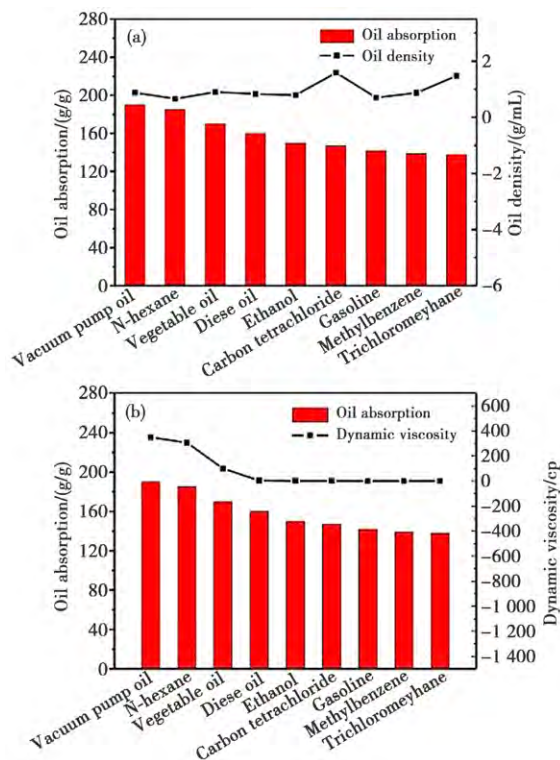 (a)
Oil absorption
Oil density
280
240
200
160
120
80
40
0
Oil absorption/(g/g)
2
0
−2
−4
−6
Oil denisity/(g/mL)
Vacuum pump oil
N-hexane
Vegetable oil
Diese oil
Ethanol
Carbon tetrachloride
Gasoline
Methylbenzene
Trichloromeyhane
(b)
Oil absorption
Dynamic viscosity
280
240
200
160
120
80
40
0
Oil absorption/(g/g)
600
400
200
0
−200
−400
−600
−800
−1 000
−1 200
−1 400
Dynamic viscosity/cp
Vacuum pump oil
N-hexane
Vegetable oil
Diese oil
Ethanol
Carbon tetrachloride
Gasoline
Methylbenzene
Trichloromeyhane